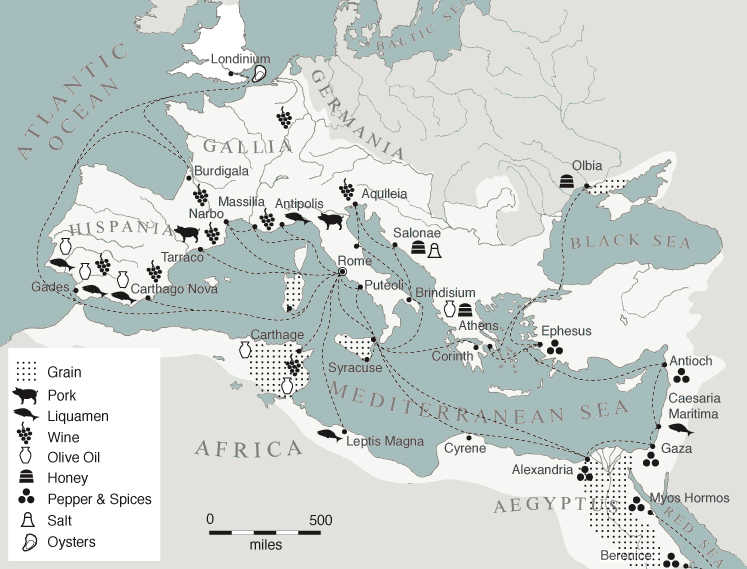 BALTIC SEA
Londinium
ATLANTIC
OCEAN
GERMANIA
GALLIA
Olbia
Burdigala
Massilia
Antipolis
Aquileia
Narbo
HISPANIA
Salonae
BLACK SEA
Tarraco
Rome
Gades
Carthago Nova
Puteoli
Brindisium
Carthage
Athens
Ephesus
Corinth
Syracuse
Antioch
MEDITERRANEAN SEA
Caesaria
Maritima
AFRICA
Leptis Magna
Cyrene
Gaza
Alexandria
AEGYPTUS
Myos Hormos
RED SEA
Berenice
Grain
Pork
Liquamen
Wine
Olive Oil
Honey
Pepper & Spices
Salt
Oysters
0 500
miles